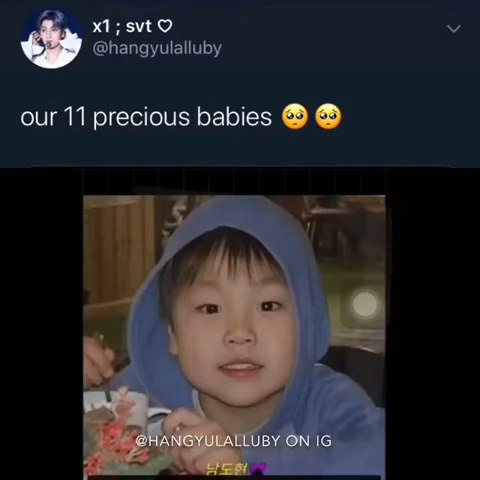 x1 ; svt ♡
@hangyulalluby
our 11 precious babies 🥺🥺
@HANGYULALLUBY ON IG
남도현💜